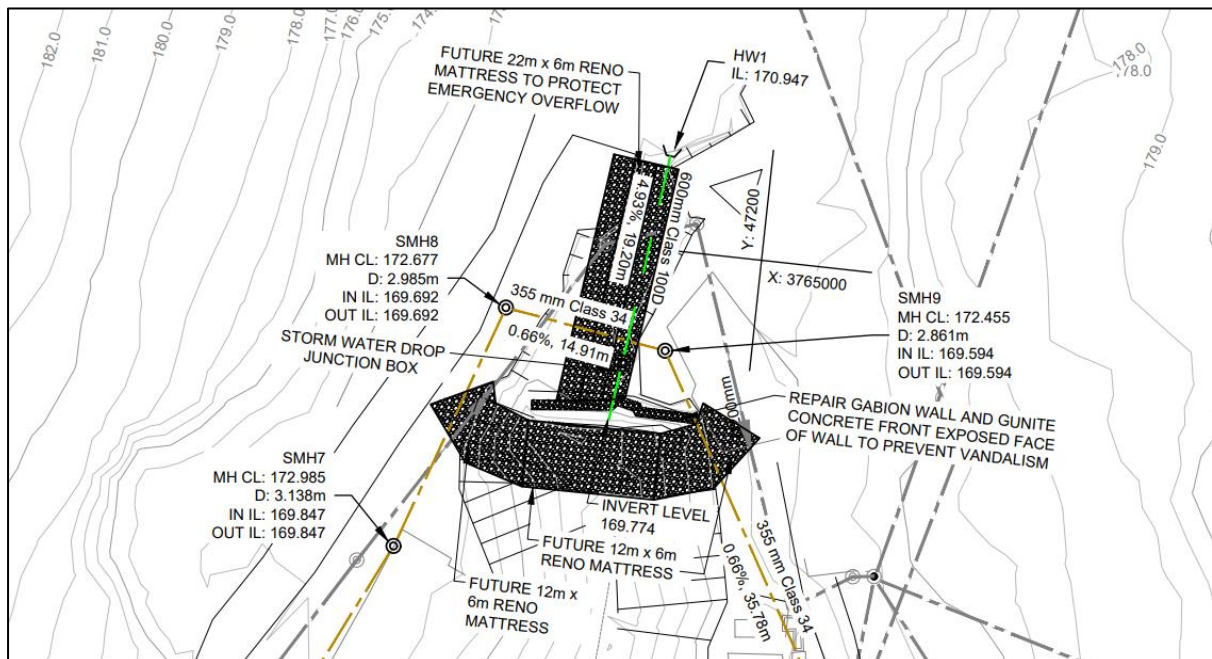 182.0
181.0
180.0
179.0
178.0
177.0
176.0
175.0
174.0
178.0
178.0
178.0
179.0
FUTURE 22m x 6m RENO
MATTRESS TO PROTECT
EMERGENCY OVERFLOW
HW1
IL: 170.947
4.93%, 19.20m
600mm Class 100D
Y: 47200
X: 3765000
SMH8
MH CL: 172.677
D: 2.985m
IN IL: 169.692
OUT IL: 169.692
355 mm Class 34
0.66%, 14.91m
STORM WATER DROP
JUNCTION BOX
SMH9
MH CL: 172.455
D: 2.861m
IN IL: 169.594
OUT IL: 169.594
REPAIR GABION WALL AND GUNITE
CONCRETE FRONT EXPOSED FACE
OF WALL TO PREVENT VANDALISM
SMH7
MH CL: 172.985
D: 3.138m
IN IL: 169.847
OUT IL: 169.847
INVERT LEVEL
169.774
FUTURE 12m x 6m
RENO MATTRESS
FUTURE 12m x
6m RENO
MATTRESS
355 mm Class 34
0.66%, 35.78m